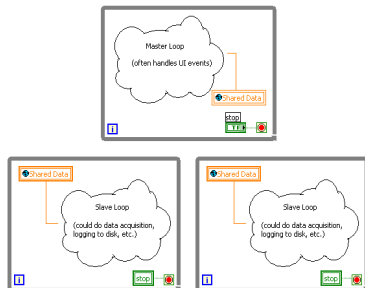 Master Loop
(often handles UI events)
Shared Data
stop
TF
i
Shared Data
Slave Loop
(could do data acquisition,
logging to disk, etc.)
i
stop
Shared Data
Slave Loop
(could do data acquisition,
logging to disk, etc.)
i
stop